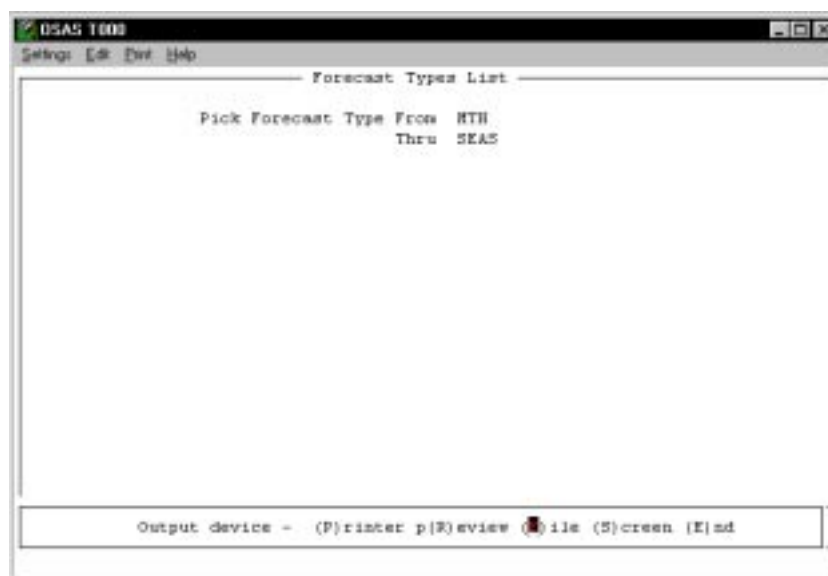 OSAS T000
Settings Edit Print Help
Forecast Types List
Pick Forecast Type From MTH
Thru SEAS
Output device - (P)rinter p(R)eview ( )ile (S)creen (E)nd